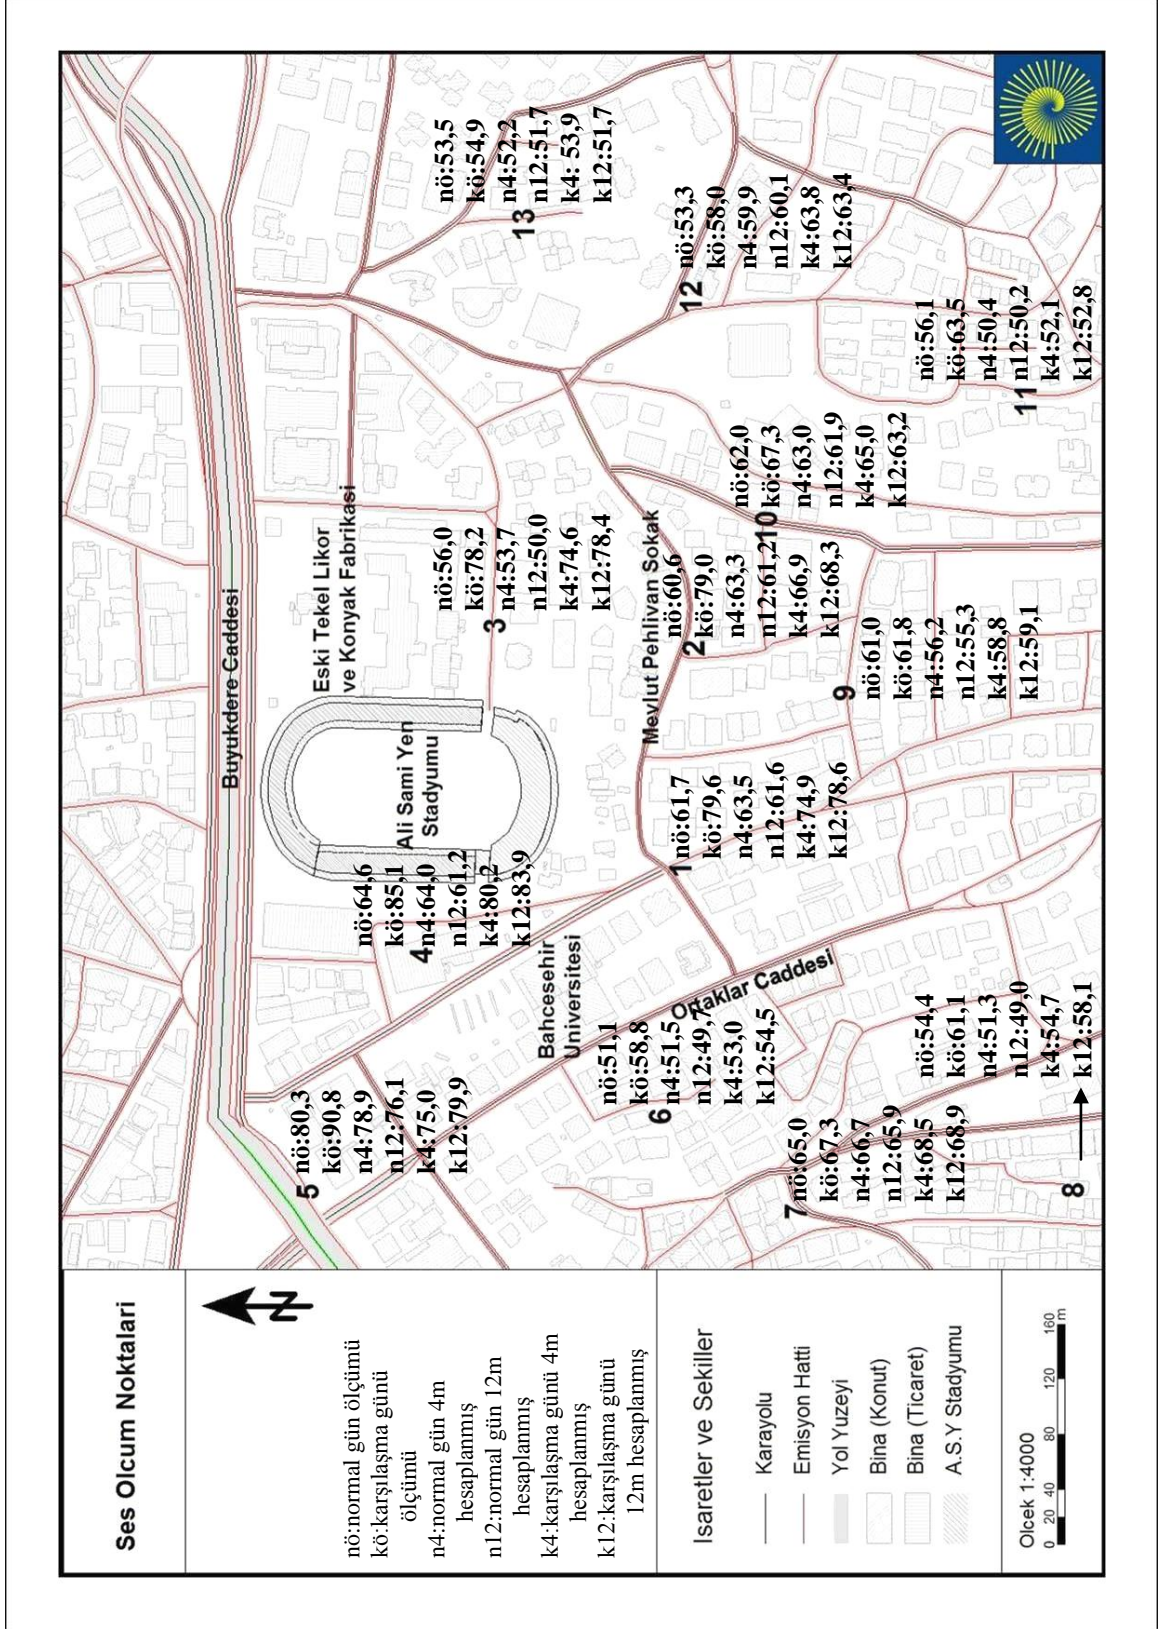 Ses Olcum Noktalari
N
nö:normal gün ölçümü
kö:karşılaşma günü
ölçümü
n4:normal gün 4m
hesaplanmış
n12:normal gün 12m
hesaplanmış
k4:karşılaşma günü 4m
hesaplanmış
k12:karşılaşma günü
12m hesaplanmış
Isaretler ve Sekiller
Karayolu
Emisyon Hatti
Yol Yuzeyi
Bina (Konut)
Bina (Ticaret)
A.S.Y Stadyumu
Olcek 1:4000
0 20 40 80 120 160
m
Buyukdere Caddesi
Eski Tekel Likor
ve Konyak Fabrikasi
Ali Sami Yen
Stadyumu
Mevlut Pehlivan Sokak
Bahcesehir
Universitesi
Ortaklar Caddesi
5
nö:80,3
kö:90,8
n4:78,9
n12:76,1
k4:75,0
k12:79,9
4
nö:64,6
kö:85,1
n4:64,0
n12:61,2
k4:80,2
k12:83,9
3
nö:56,0
kö:78,2
n4:53,7
n12:50,0
k4:74,6
k12:78,4
13
nö:53,5
kö:54,9
n4:52,2
n12:51,7
k4: 53,9
k12:51,7
6
nö:51,1
kö:58,8
n4:51,5
n12:49,7
k4:53,0
k12:54,5
1
nö:61,7
kö:79,6
n4:63,5
n12:61,6
k4:74,9
k12:78,6
2
nö:60,6
kö:79,0
n4:63,3
n12:61,2
k4:66,9
k12:68,3
10
nö:62,0
kö:67,3
n4:63,0
n12:61,9
k4:65,0
k12:63,2
12
nö:53,3
kö:58,0
n4:59,9
n12:60,1
k4:63,8
k12:63,4
7
nö:65,0
kö:67,3
n4:66,7
n12:65,9
k4:68,5
k12:68,9
9
nö:61,0
kö:61,8
n4:56,2
n12:55,3
k4:58,8
k12:59,1
8
nö:54,4
kö:61,1
n4:51,3
n12:49,0
k4:54,7
k12:58,1
11
nö:56,1
kö:63,5
n4:50,4
n12:50,2
k4:52,1
k12:52,8